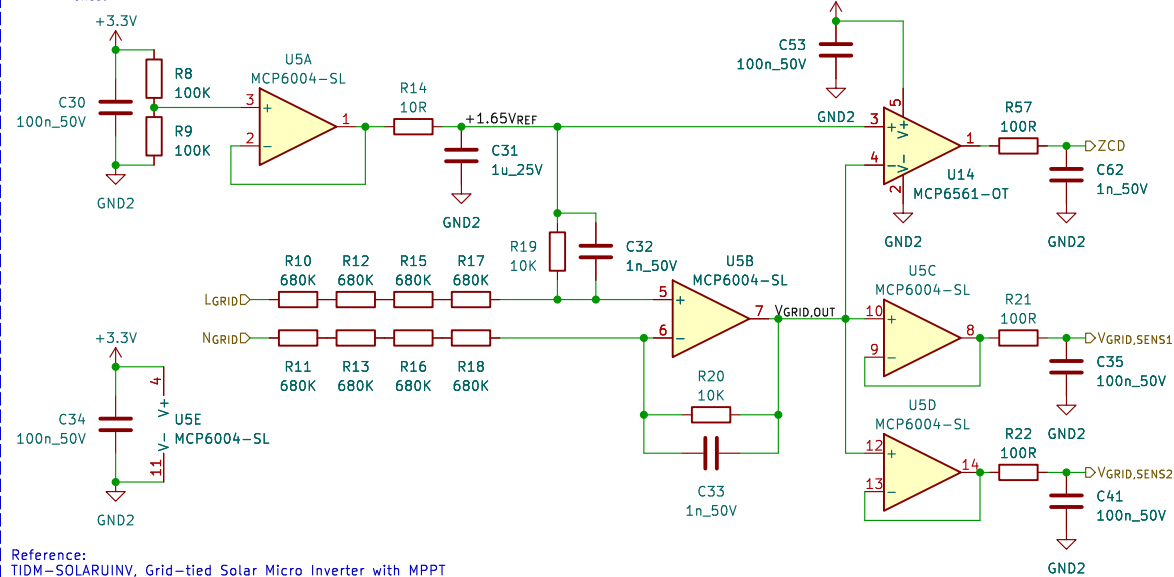 +3.3V
R8
100K
C30
100n_50V
R9
100K
GND2
U5A
MCP6004-SL
3
+
2
-
1
R14
10R
+1.65VREF
C31
1u_25V
GND2
C53
100n_50V
GND2
5
V+
3
+
4
-
V-
2
1
U14
MCP6561-OT
GND2
R57
100R
ZCD
C62
1n_50V
GND2
R19
10K
C32
1n_50V
LGRID
R10
680K
R12
680K
R15
680K
R17
680K
NGRID
R11
680K
R13
680K
R16
680K
R18
680K
U5B
MCP6004-SL
5
+
6
-
7
VGRID,OUT
R20
10K
C33
1n_50V
U5C
MCP6004-SL
10
+
9
-
8
R21
100R
VGRID,SENS1
C35
100n_50V
GND2
U5D
MCP6004-SL
12
+
13
-
14
R22
100R
VGRID,SENS2
C41
100n_50V
GND2
+3.3V
4
V+
C34
100n_50V
U5E
MCP6004-SL
V-
11
GND2
Reference:
TIDM-SOLARUINV, Grid-tied Solar Micro Inverter with MPPT